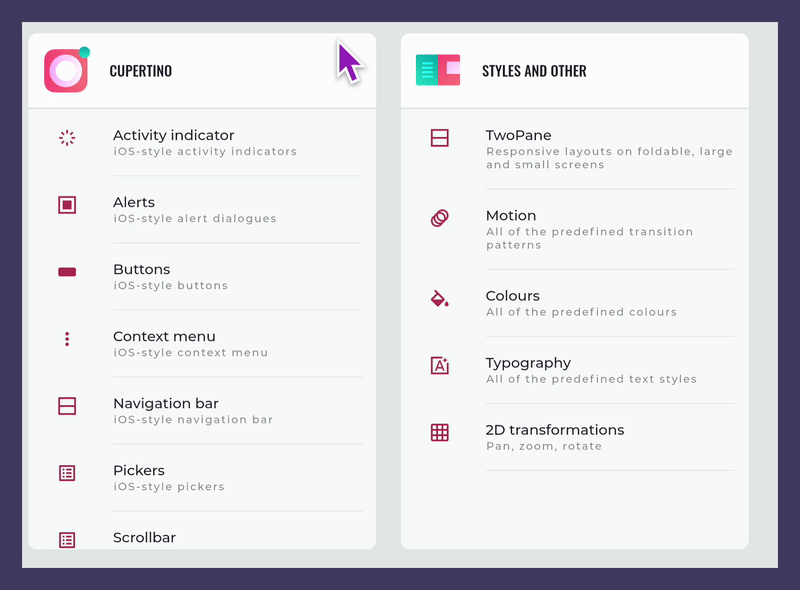 CUPERTINO
Activity indicator
iOS-style activity indicators
Alerts
iOS-style alert dialogues
Buttons
iOS-style buttons
Context menu
iOS-style context menu
Navigation bar
iOS-style navigation bar
Pickers
iOS-style pickers
Scrollbar
STYLES AND OTHER
TwoPane
Responsive layouts on foldable, large
and small screens
Motion
All of the predefined transition
patterns
Colours
All of the predefined colours
Typography
All of the predefined text styles
2D transformations
Pan, zoom, rotate